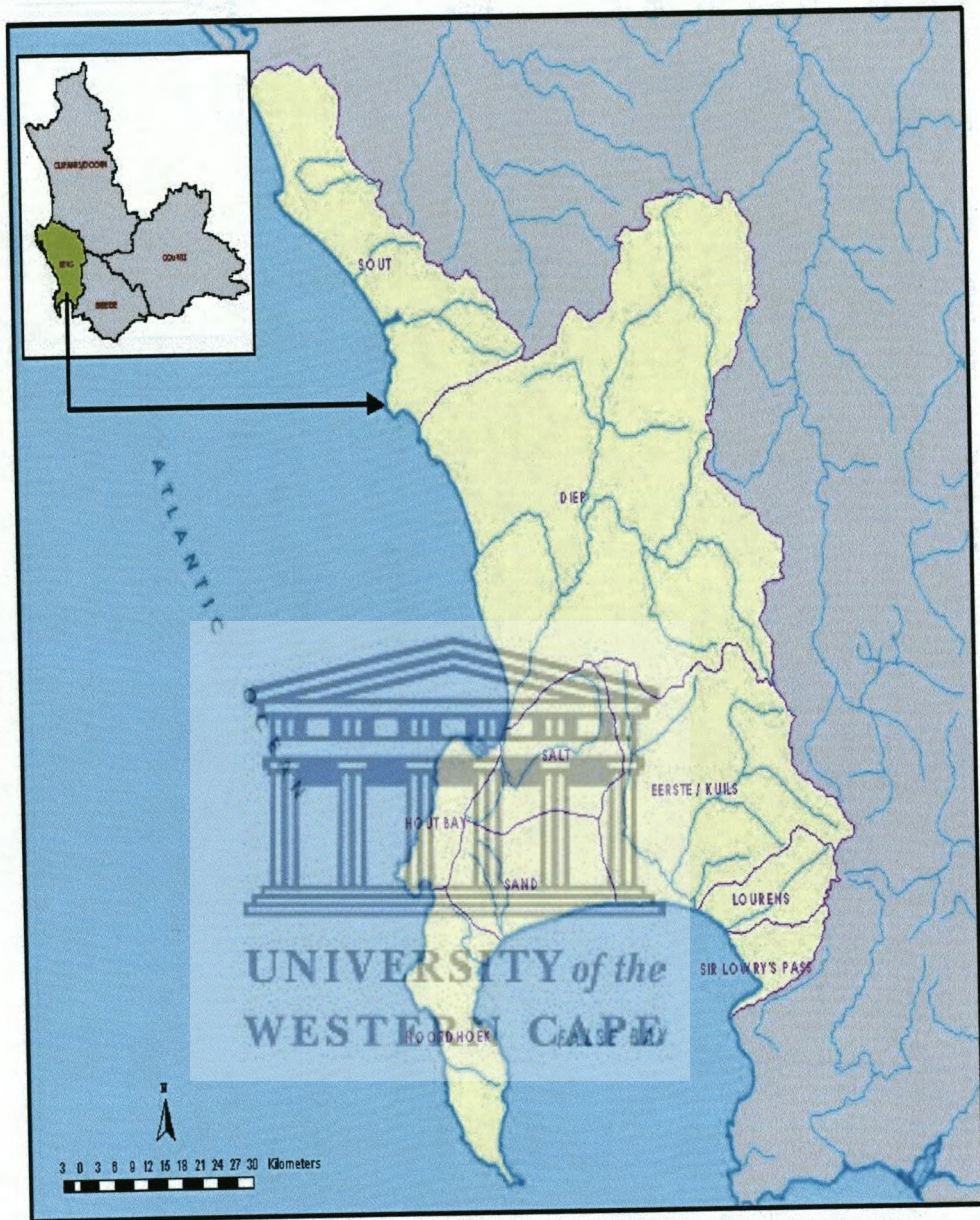 OLIFANTS/DOORN
GOURITZ
BERG
BREEDE
SOUT
DIEP
ATLANTIC
OCEAN
SALT
EERSTE / KUILS
HOUT BAY
SAND
LOURENS
SIR LOWRY'S PASS
UNIVERSITY of the
WESTERN CAPE
NOORDHOEK
FALSE BAY
N
3 0 3 6 9 12 15 18 21 24 27 30 Kilometers